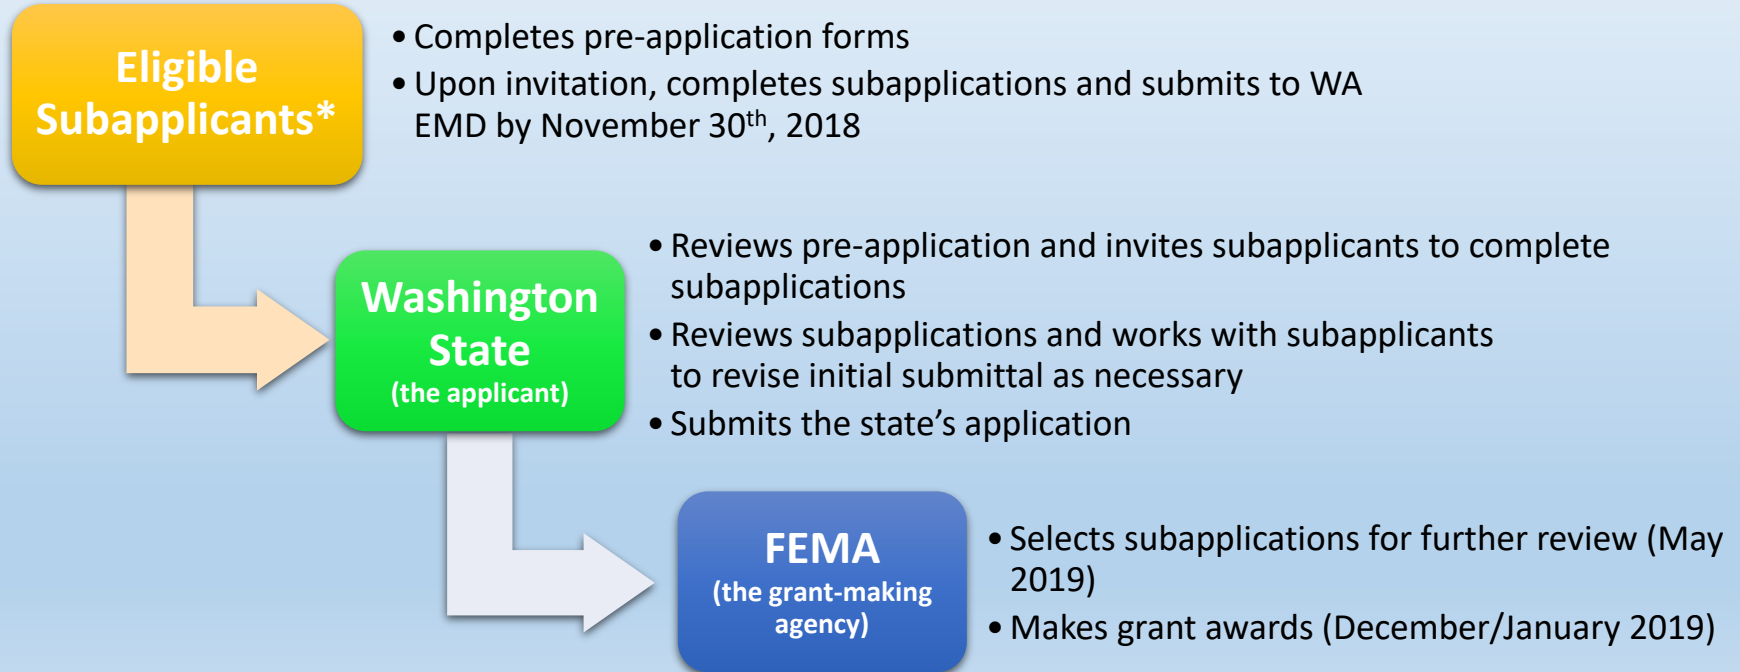 Eligible
Subapplicants*
• Completes pre-application forms
• Upon invitation, completes subapplications and submits to WA
EMD by November 30th, 2018
Washington
State
(the applicant)
• Reviews pre-application and invites subapplicants to complete
subapplications
• Reviews subapplications and works with subapplicants
to revise initial submittal as necessary
• Submits the state’s application
FEMA
(the grant-making
agency)
• Selects subapplications for further review (May
2019)
• Makes grant awards (December/January 2019)